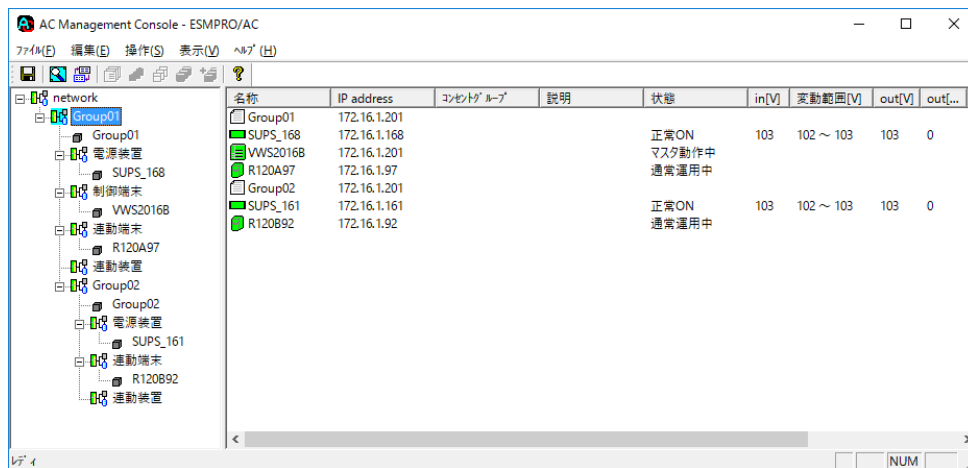 AC Management Console - ESMPRO/AC
ﾌｧｲﾙ(F) 編集(E) 操作(S) 表示(V) ﾍﾙﾌﾟ(H)
network
Group01
Group01
電源装置
SUPS_168
制御端末
VWS2016B
連動端末
R120A97
連動装置
Group02
Group02
電源装置
SUPS_161
連動端末
R120B92
連動装置
名称 IP address ｺﾝｾﾝﾄｸﾞﾙｰﾌﾟ 説明 状態 in[V] 変動範囲[V] out[V] out[...
Group01 172.16.1.201
SUPS_168 172.16.1.168 正常ON 103 102 ～ 103 103 0
VWS2016B 172.16.1.201 マスタ動作中
R120A97 172.16.1.97 通常運用中
Group02 172.16.1.201
SUPS_161 172.16.1.161 正常ON 103 102 ～ 103 103 0
R120B92 172.16.1.92 通常運用中
ﾚﾃﾞｨ NUM